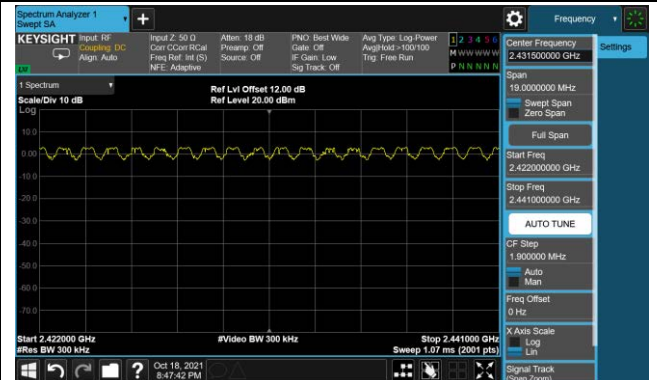 Spectrum Analyzer 1
Swept SA
Frequency
KEYSIGHT
Input: RF
Coupling: DC
Align: Auto
Input Z: 50 Ω
Corr CCorr RCal
Freq Ref: Int (S)
NFE: Adaptive
Atten: 18 dB
Preamp: Off
Source: Off
PNO: Best Wide
Gate: Off
IF Gain: Low
Sig Track: Off
Avg Type: Log-Power
Avg|Hold:>100/100
Trig: Free Run
1 2 3 4 5 6
M W W W W W
P N N N N N
LW
1 Spectrum
Scale/Div 10 dB
Ref Lvl Offset 12.00 dB
Ref Level 20.00 dBm
Log
10.0
0.00
-10.0
-20.0
-30.0
-40.0
-50.0
-60.0
-70.0
Start 2.422000 GHz
#Res BW 300 kHz
#Video BW 300 kHz
Stop 2.441000 GHz
Sweep 1.07 ms (2001 pts)
Oct 18, 2021
8:47:42 PM
Center Frequency
2.431500000 GHz
Settings
Span
19.0000000 MHz
Swept Span
Zero Span
Full Span
Start Freq
2.422000000 GHz
Stop Freq
2.441000000 GHz
AUTO TUNE
CF Step
1.900000 MHz
Auto
Man
Freq Offset
0 Hz
X Axis Scale
Log
Lin
Signal Track
(Span Zoom)